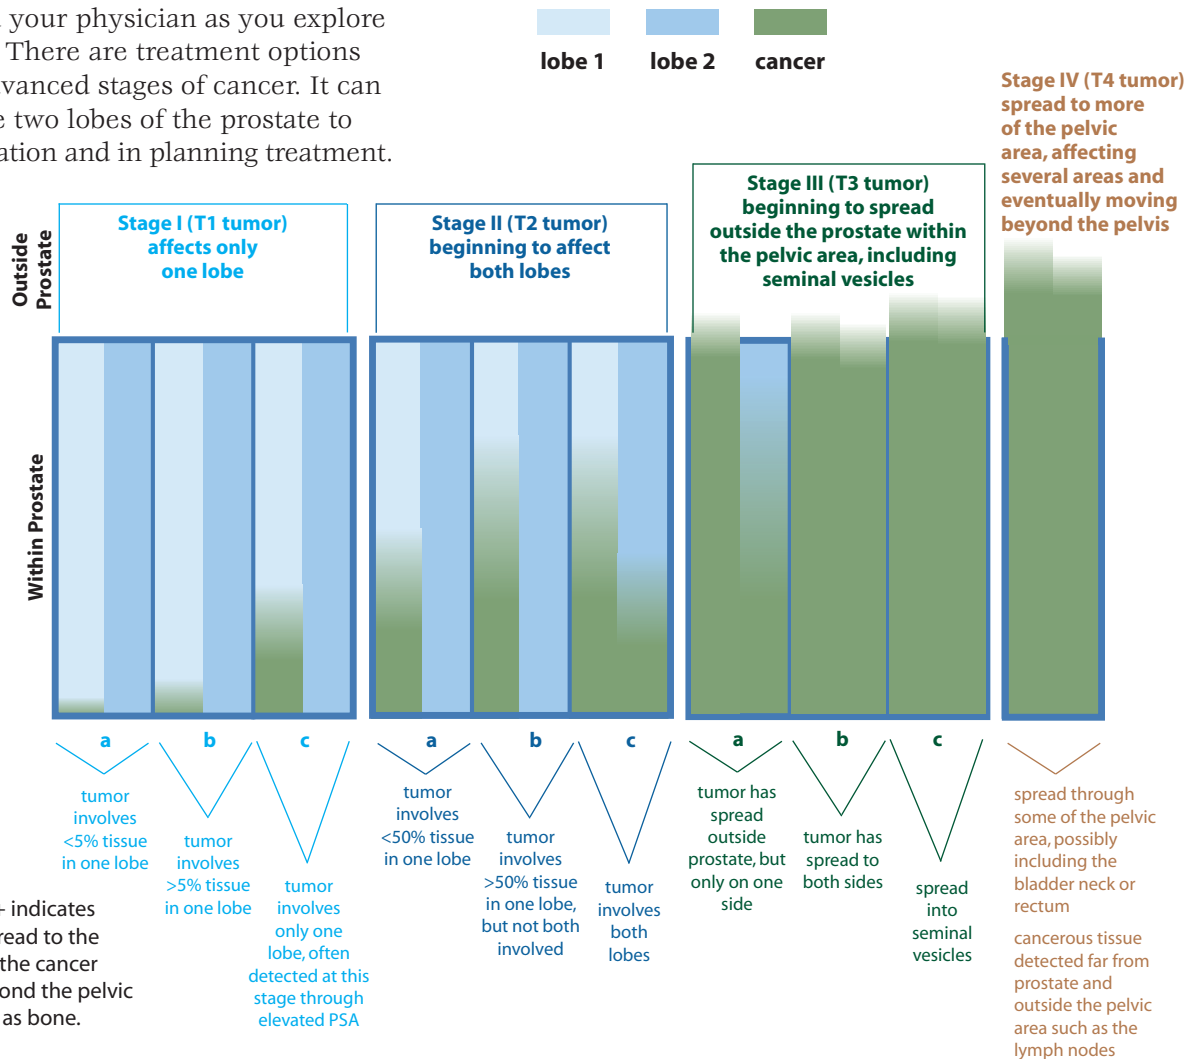 your physician as you explore
There are treatment options
vanced stages of cancer. It can
two lobes of the prostate to
ation and in planning treatment.
lobe 1
lobe 2
cancer
Stage I (T1 tumor)
affects only
one lobe
Stage II (T2 tumor)
beginning to affect
both lobes
Stage III (T3 tumor)
beginning to spread
outside the prostate within
the pelvic area, including
seminal vesicles
Stage IV (T4 tumor)
spread to more
of the pelvic
area, affecting
several areas and
eventually moving
beyond the pelvis
Outside
Prostate
Within Prostate
a
b
c
a
b
c
a
b
c
tumor
involves
<5% tissue
in one lobe
tumor
involves
>5% tissue
in one lobe
tumor
involves
only one
lobe, often
detected at this
stage through
elevated PSA
tumor
involves
<50% tissue
in one lobe
tumor
involves
>50% tissue
in one lobe,
but not both
involved
tumor
involves
both
lobes
tumor has
spread
outside
prostate, but
only on one
side
tumor has
spread to
both sides
spread
into
seminal
vesicles
spread through
some of the pelvic
area, possibly
including the
bladder neck or
rectum
cancerous tissue
detected far from
prostate and
outside the pelvic
area such as the
lymph nodes
+ indicates
read to the
the cancer
ond the pelvic
as bone.